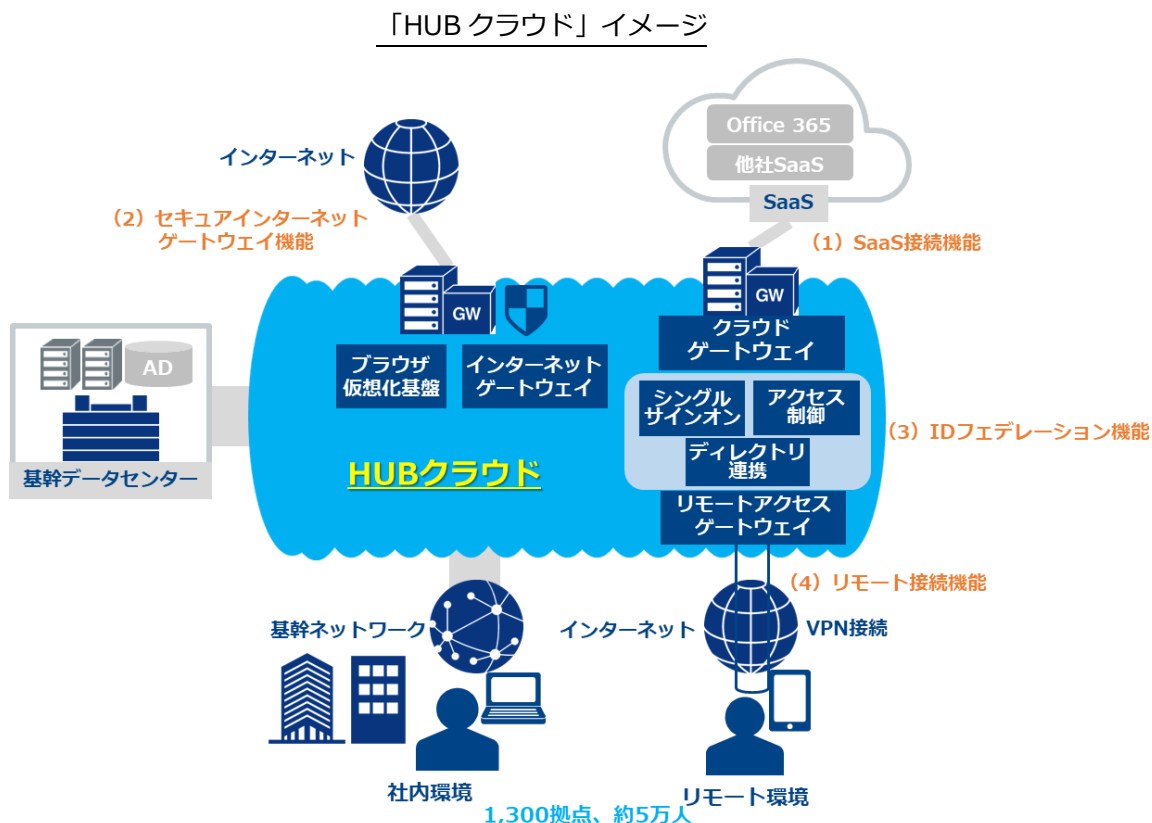 「HUB クラウド」イメージ
Office 365
他社SaaS
SaaS
インターネット
（2）セキュアインターネット
ゲートウェイ機能
（1）SaaS接続機能
GW
GW
クラウド
ゲートウェイ
ブラウザ
仮想化基盤
インターネット
ゲートウェイ
AD
シングル
サインオン
アクセス
制御
（3）IDフェデレーション機能
ディレクトリ
連携
基幹データセンター
HUBクラウド
リモートアクセス
ゲートウェイ
（4）リモート接続機能
基幹ネットワーク
インターネット
VPN接続
社内環境
リモート環境
1,300拠点、約5万人